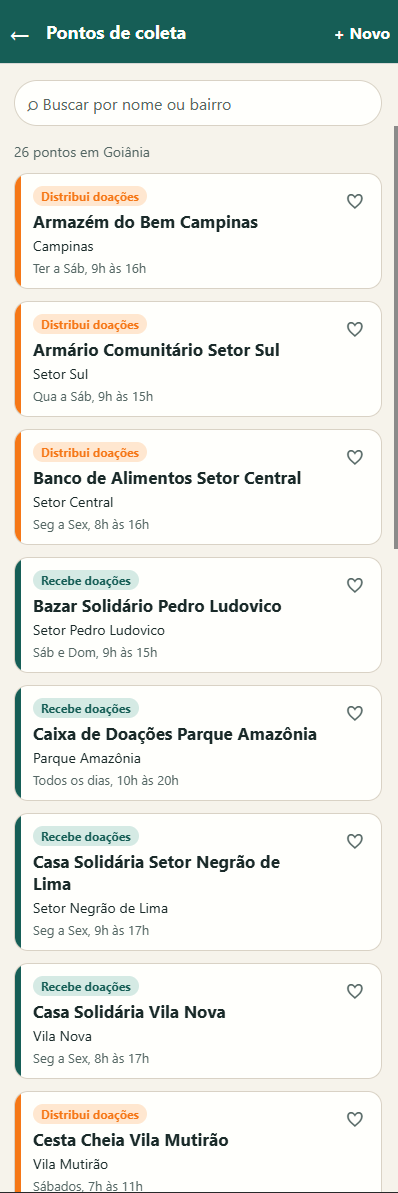 ← Pontos de coleta + Novo
⌕ Buscar por nome ou bairro
26 pontos em Goiânia
Distribui doações
Armazém do Bem Campinas
Campinas
Ter a Sáb, 9h às 16h
Distribui doações
Armário Comunitário Setor Sul
Setor Sul
Qua a Sáb, 9h às 15h
Distribui doações
Banco de Alimentos Setor Central
Setor Central
Seg a Sex, 8h às 16h
Recebe doações
Bazar Solidário Pedro Ludovico
Setor Pedro Ludovico
Sáb e Dom, 9h às 15h
Recebe doações
Caixa de Doações Parque Amazônia
Parque Amazônia
Todos os dias, 10h às 20h
Recebe doações
Casa Solidária Setor Negrão de
Lima
Setor Negrão de Lima
Seg a Sex, 9h às 17h
Recebe doações
Casa Solidária Vila Nova
Vila Nova
Seg a Sex, 8h às 17h
Distribui doações
Cesta Cheia Vila Mutirão
Vila Mutirão
Sábados, 7h às 11h